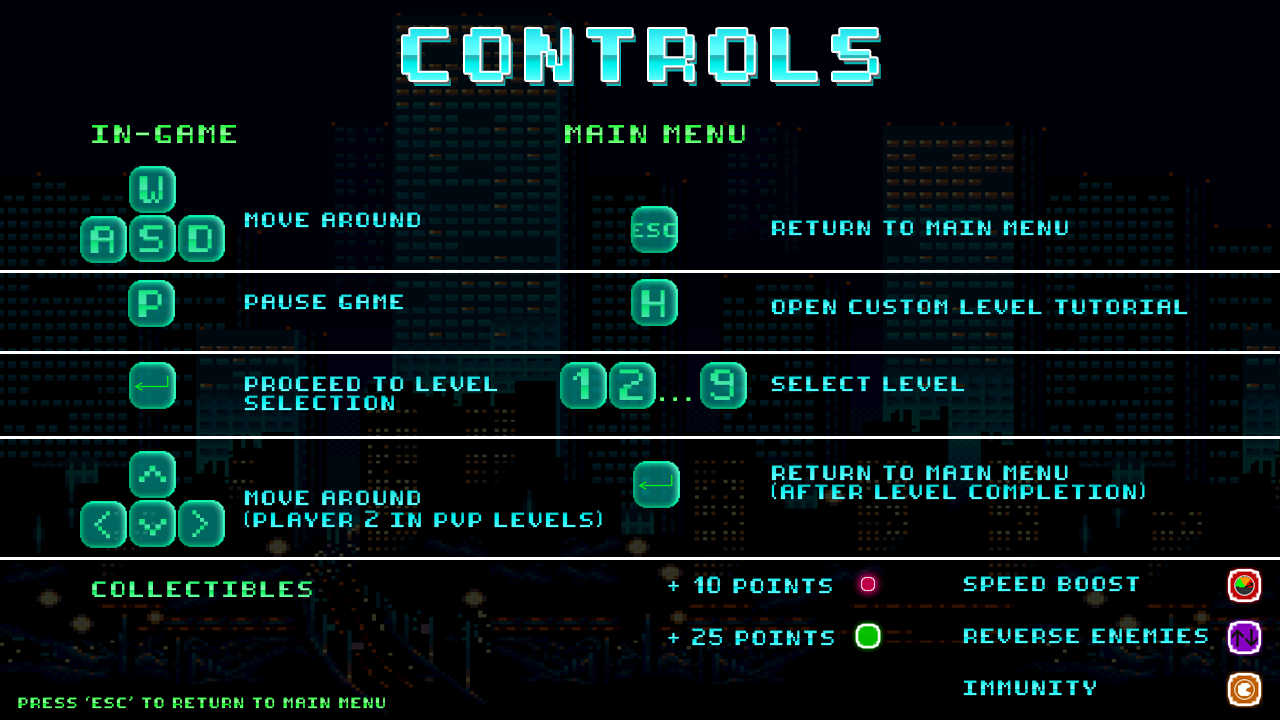 CONTROLS
IN-GAME
MAIN MENU
W
A S D
MOVE AROUND
ESC
RETURN TO MAIN MENU
P
PAUSE GAME
H
OPEN CUSTOM LEVEL TUTORIAL
PROCEED TO LEVEL
SELECTION
1 2 ... 9
SELECT LEVEL
MOVE AROUND
(PLAYER 2 IN PVP LEVELS)
RETURN TO MAIN MENU
(AFTER LEVEL COMPLETION)
COLLECTIBLES
+ 10 POINTS
SPEED BOOST
+ 25 POINTS
REVERSE ENEMIES
IMMUNITY
PRESS 'ESC' TO RETURN TO MAIN MENU